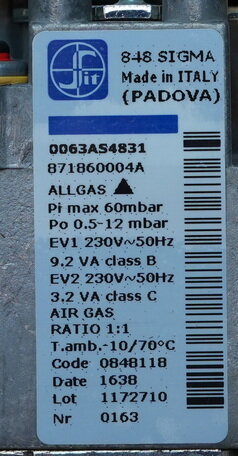 Sit
848 SIGMA
Made in ITALY
(PADOVA)
0063AS4831
871860004A
ALLGAS
Pi max 60mbar
Po 0.5-12 mbar
EV1 230V~50Hz
9.2 VA class B
EV2 230V~50Hz
3.2 VA class C
AIR GAS
RATIO 1:1
T.amb.-10/70°C
Code 0848118
Date 1638
Lot 1172710
Nr 0163